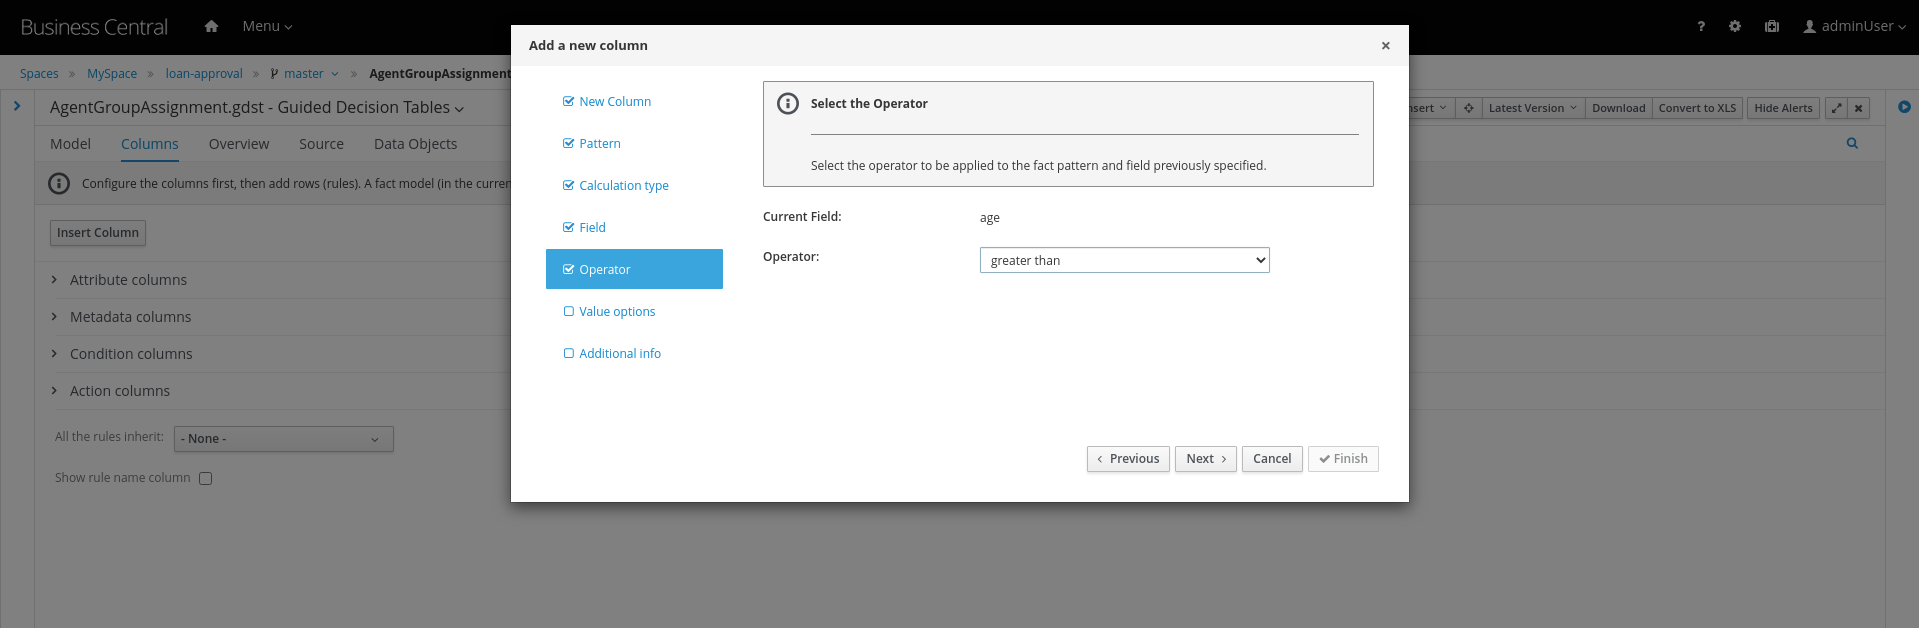 Business Central
Menu
adminUser
Add a new column
Spaces » MySpace » loan-approval » master » AgentGroupAssignment
AgentGroupAssignment.gdst - Guided Decision Tables
Latest Version
Download
Convert to XLS
Hide Alerts
Model
Columns
Overview
Source
Data Objects
Configure the columns first, then add rows (rules). A fact model (in the
Insert Column
Attribute columns
Metadata columns
Condition columns
Action columns
All the rules inherit: - None -
Show rule name column
New Column
Pattern
Calculation type
Field
Operator
Value options
Additional info
Select the Operator
Select the operator to be applied to the fact pattern and field previously specified.
Current Field: age
Operator: greater than
Previous
Next
Cancel
Finish